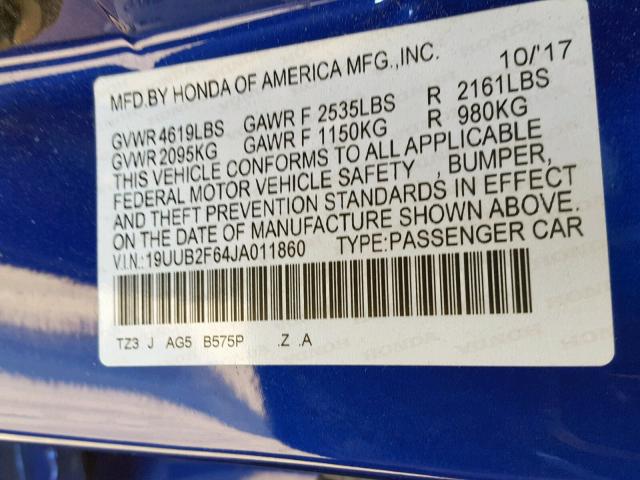 MFD.BY HONDA OF AMERICA MFG.,INC. 10/'17
GVWR 4619LBS GAWR F 2535LBS R 2161LBS
GVWR 2095KG GAWR F 1150KG R 980KG
THIS VEHICLE CONFORMS TO ALL APPLICABLE
FEDERAL MOTOR VEHICLE SAFETY , BUMPER,
AND THEFT PREVENTION STANDARDS IN EFFECT
ON THE DATE OF MANUFACTURE SHOWN ABOVE.
V.I.N.: 19UUB2F64JA011860 TYPE:PASSENGER CAR
TZ3 J AG5 B575P .Z .A